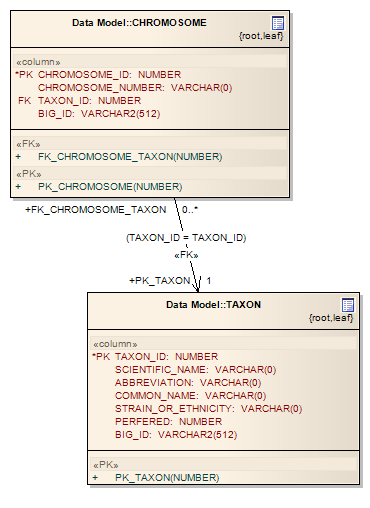 Data Model::CHROMOSOME
{root,leaf}
«column»
*PK CHROMOSOME_ID: NUMBER
CHROMOSOME_NUMBER: VARCHAR(0)
FK TAXON_ID: NUMBER
BIG_ID: VARCHAR2(512)
«FK»
+ FK_CHROMOSOME_TAXON(NUMBER)
«PK»
+ PK_CHROMOSOME(NUMBER)
+FK_CHROMOSOME_TAXON 0..*
(TAXON_ID = TAXON_ID)
«FK»
+PK_TAXON 1
Data Model::TAXON
{root,leaf}
«column»
*PK TAXON_ID: NUMBER
SCIENTIFIC_NAME: VARCHAR(0)
ABBREVIATION: VARCHAR(0)
COMMON_NAME: VARCHAR(0)
STRAIN_OR_ETHNICITY: VARCHAR(0)
PERFERED: NUMBER
BIG_ID: VARCHAR2(512)
«PK»
+ PK_TAXON(NUMBER)